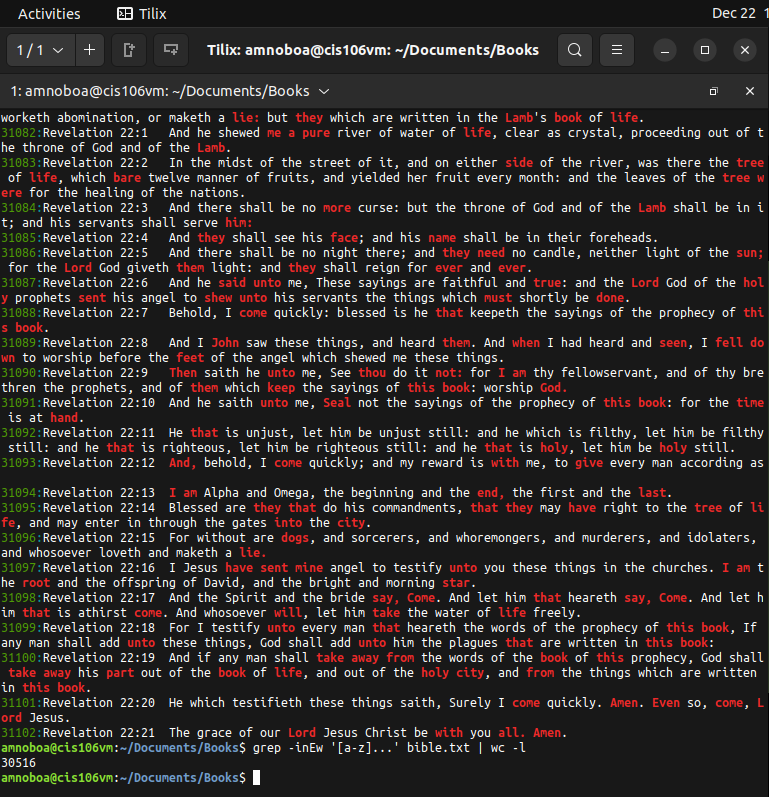 Activities Tilix Dec 22 1
1 / 1 Tilix: amnoboa@cis106vm: ~/Documents/Books
1: amnoboa@cis106vm: ~/Documents/Books
worketh abomination, or maketh a lie: but they which are written in the Lamb's book of life.
31082:Revelation 22:1 And he shewed me a pure river of water of life, clear as crystal, proceeding out of t
he throne of God and of the Lamb.
31083:Revelation 22:2 In the midst of the street of it, and on either side of the river, was there the tree
of life, which bare twelve manner of fruits, and yielded her fruit every month: and the leaves of the tree w
ere for the healing of the nations.
31084:Revelation 22:3 And there shall be no more curse: but the throne of God and of the Lamb shall be in i
t; and his servants shall serve him:
31085:Revelation 22:4 And they shall see his face; and his name shall be in their foreheads.
31086:Revelation 22:5 And there shall be no night there; and they need no candle, neither light of the sun;
for the Lord God giveth them light: and they shall reign for ever and ever.
31087:Revelation 22:6 And he said unto me, These sayings are faithful and true: and the Lord God of the hol
y prophets sent his angel to shew unto his servants the things which must shortly be done.
31088:Revelation 22:7 Behold, I come quickly: blessed is he that keepeth the sayings of the prophecy of thi
s book.
31089:Revelation 22:8 And I John saw these things, and heard them. And when I had heard and seen, I fell do
wn to worship before the feet of the angel which shewed me these things.
31090:Revelation 22:9 Then saith he unto me, See thou do it not: for I am thy fellowservant, and of thy bre
thren the prophets, and of them which keep the sayings of this book: worship God.
31091:Revelation 22:10 And he saith unto me, Seal not the sayings of the prophecy of this book: for the time
is at hand.
31092:Revelation 22:11 He that is unjust, let him be unjust still: and he which is filthy, let him be filthy
still: and he that is righteous, let him be righteous still: and he that is holy, let him be holy still.
31093:Revelation 22:12 And, behold, I come quickly; and my reward is with me, to give every man according as
31094:Revelation 22:13 I am Alpha and Omega, the beginning and the end, the first and the last.
31095:Revelation 22:14 Blessed are they that do his commandments, that they may have right to the tree of li
fe, and may enter in through the gates into the city.
31096:Revelation 22:15 For without are dogs, and sorcerers, and whoremongers, and murderers, and idolaters,
and whosoever loveth and maketh a lie.
31097:Revelation 22:16 I Jesus have sent mine angel to testify unto you these things in the churches. I am t
he root and the offspring of David, and the bright and morning star.
31098:Revelation 22:17 And the Spirit and the bride say, Come. And let him that heareth say, Come. And let h
im that is athirst come. And whosoever will, let him take the water of life freely.
31099:Revelation 22:18 For I testify unto every man that heareth the words of the prophecy of this book, If
any man shall add unto these things, God shall add unto him the plagues that are written in this book:
31100:Revelation 22:19 And if any man shall take away from the words of the book of this prophecy, God shall
take away his part out of the book of life, and out of the holy city, and from the things which are written
in this book.
31101:Revelation 22:20 He which testifieth these things saith, Surely I come quickly. Amen. Even so, come, L
ord Jesus.
31102:Revelation 22:21 The grace of our Lord Jesus Christ be with you all. Amen.
amnoboa@cis106vm:~/Documents/Books$ grep -inEw '[a-z]...' bible.txt | wc -l
30516
amnoboa@cis106vm:~/Documents/Books$